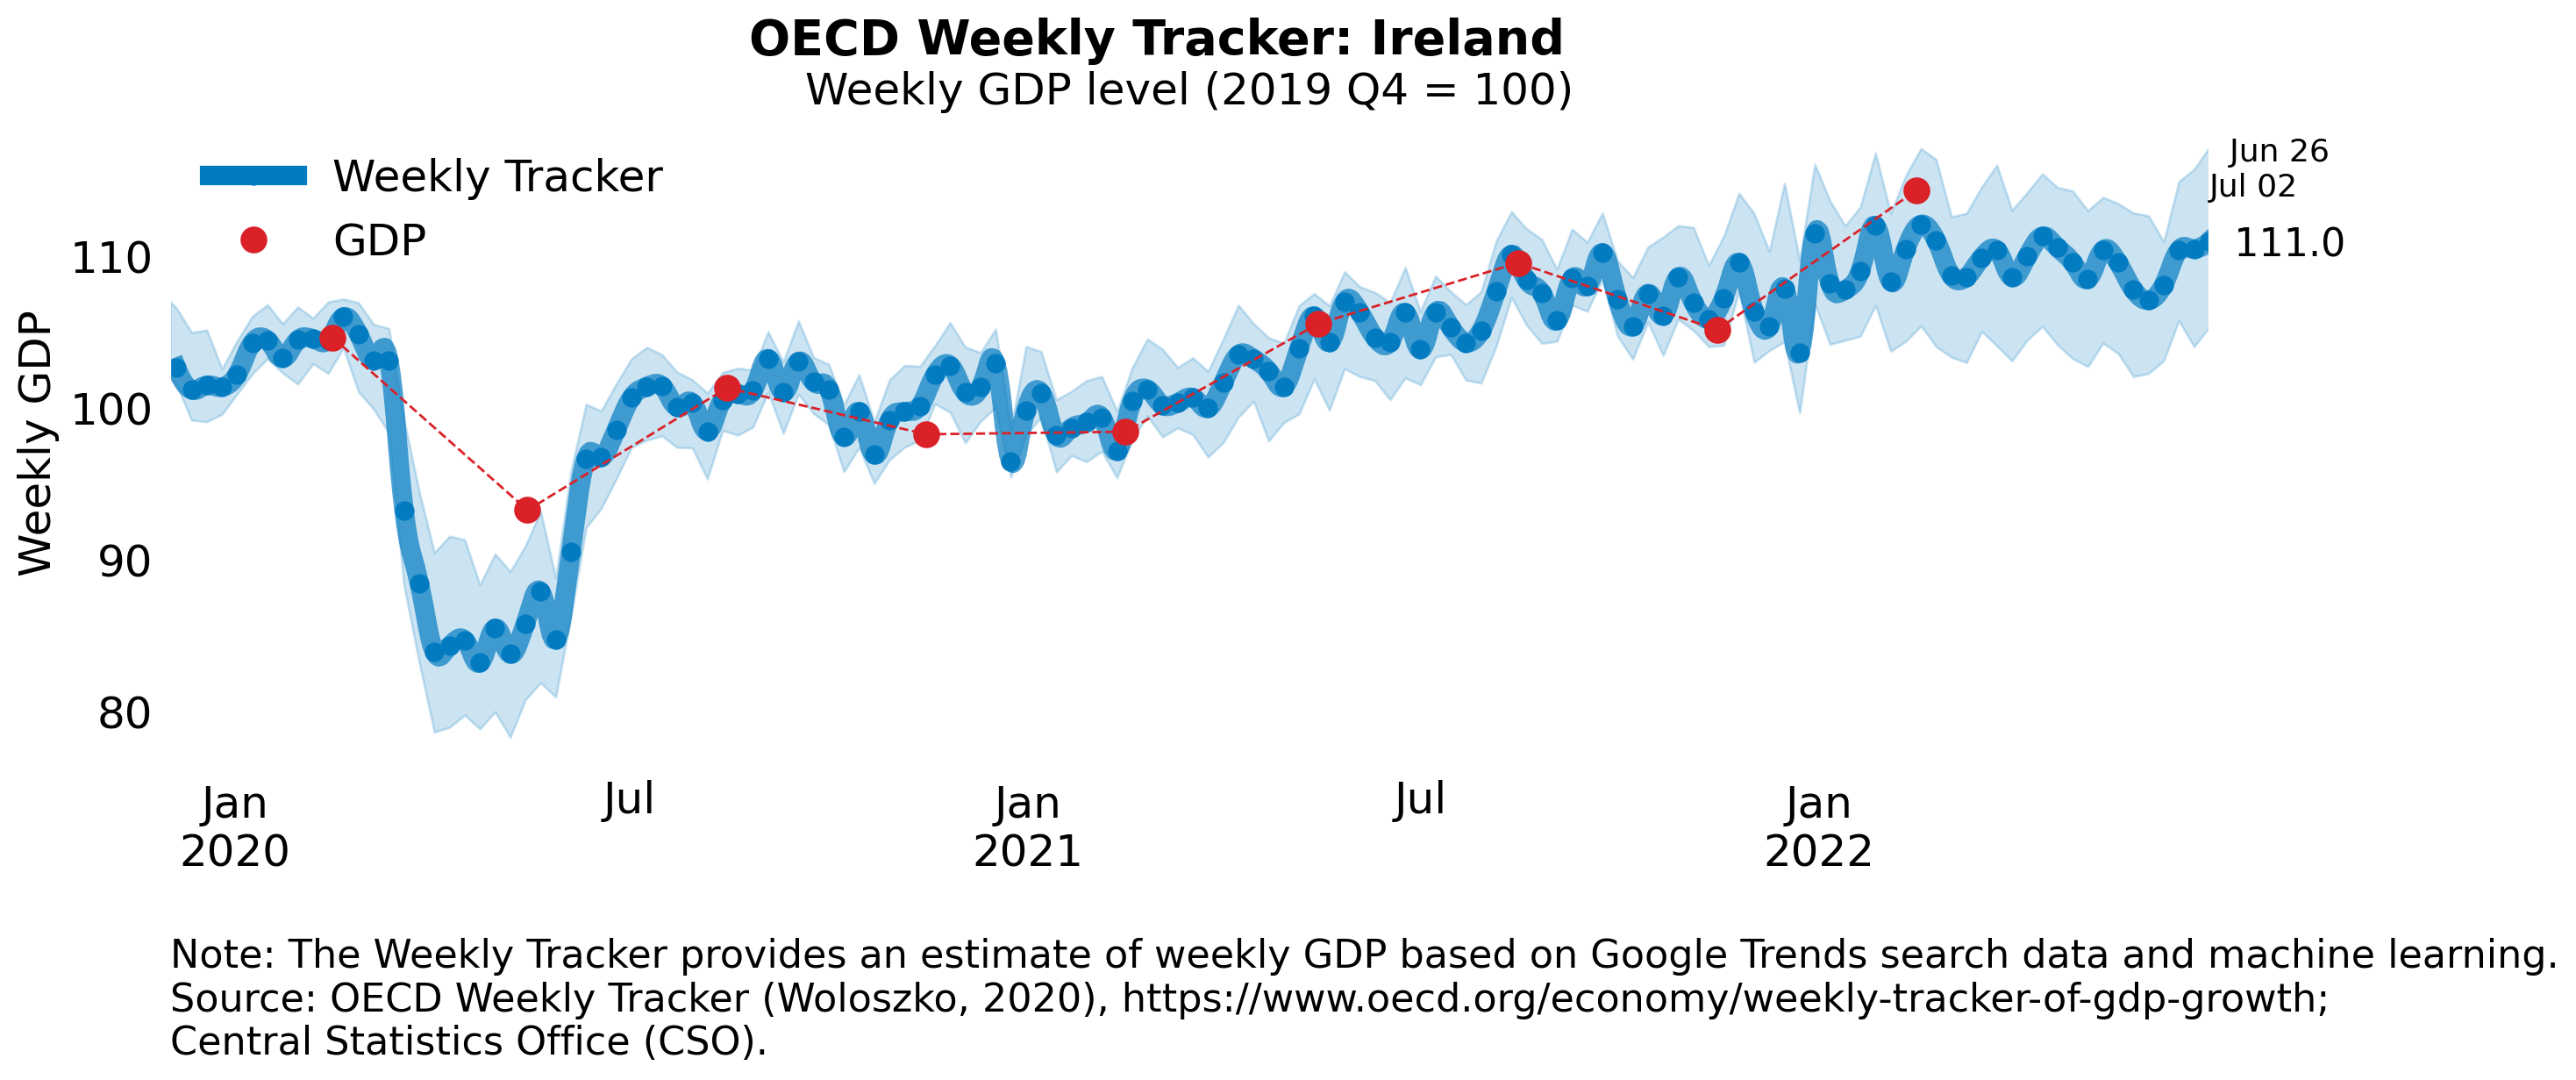 OECD Weekly Tracker: Ireland
Weekly GDP level (2019 Q4 = 100)
Weekly Tracker
GDP
Jun 26
Jul 02
111.0
Weekly GDP
110
100
90
80
Jan
2020
Jul
Jan
2021
Jul
Jan
2022
Note: The Weekly Tracker provides an estimate of weekly GDP based on Google Trends search data and machine learning.
Source: OECD Weekly Tracker (Woloszko, 2020), https://www.oecd.org/economy/weekly-tracker-of-gdp-growth;
Central Statistics Office (CSO).